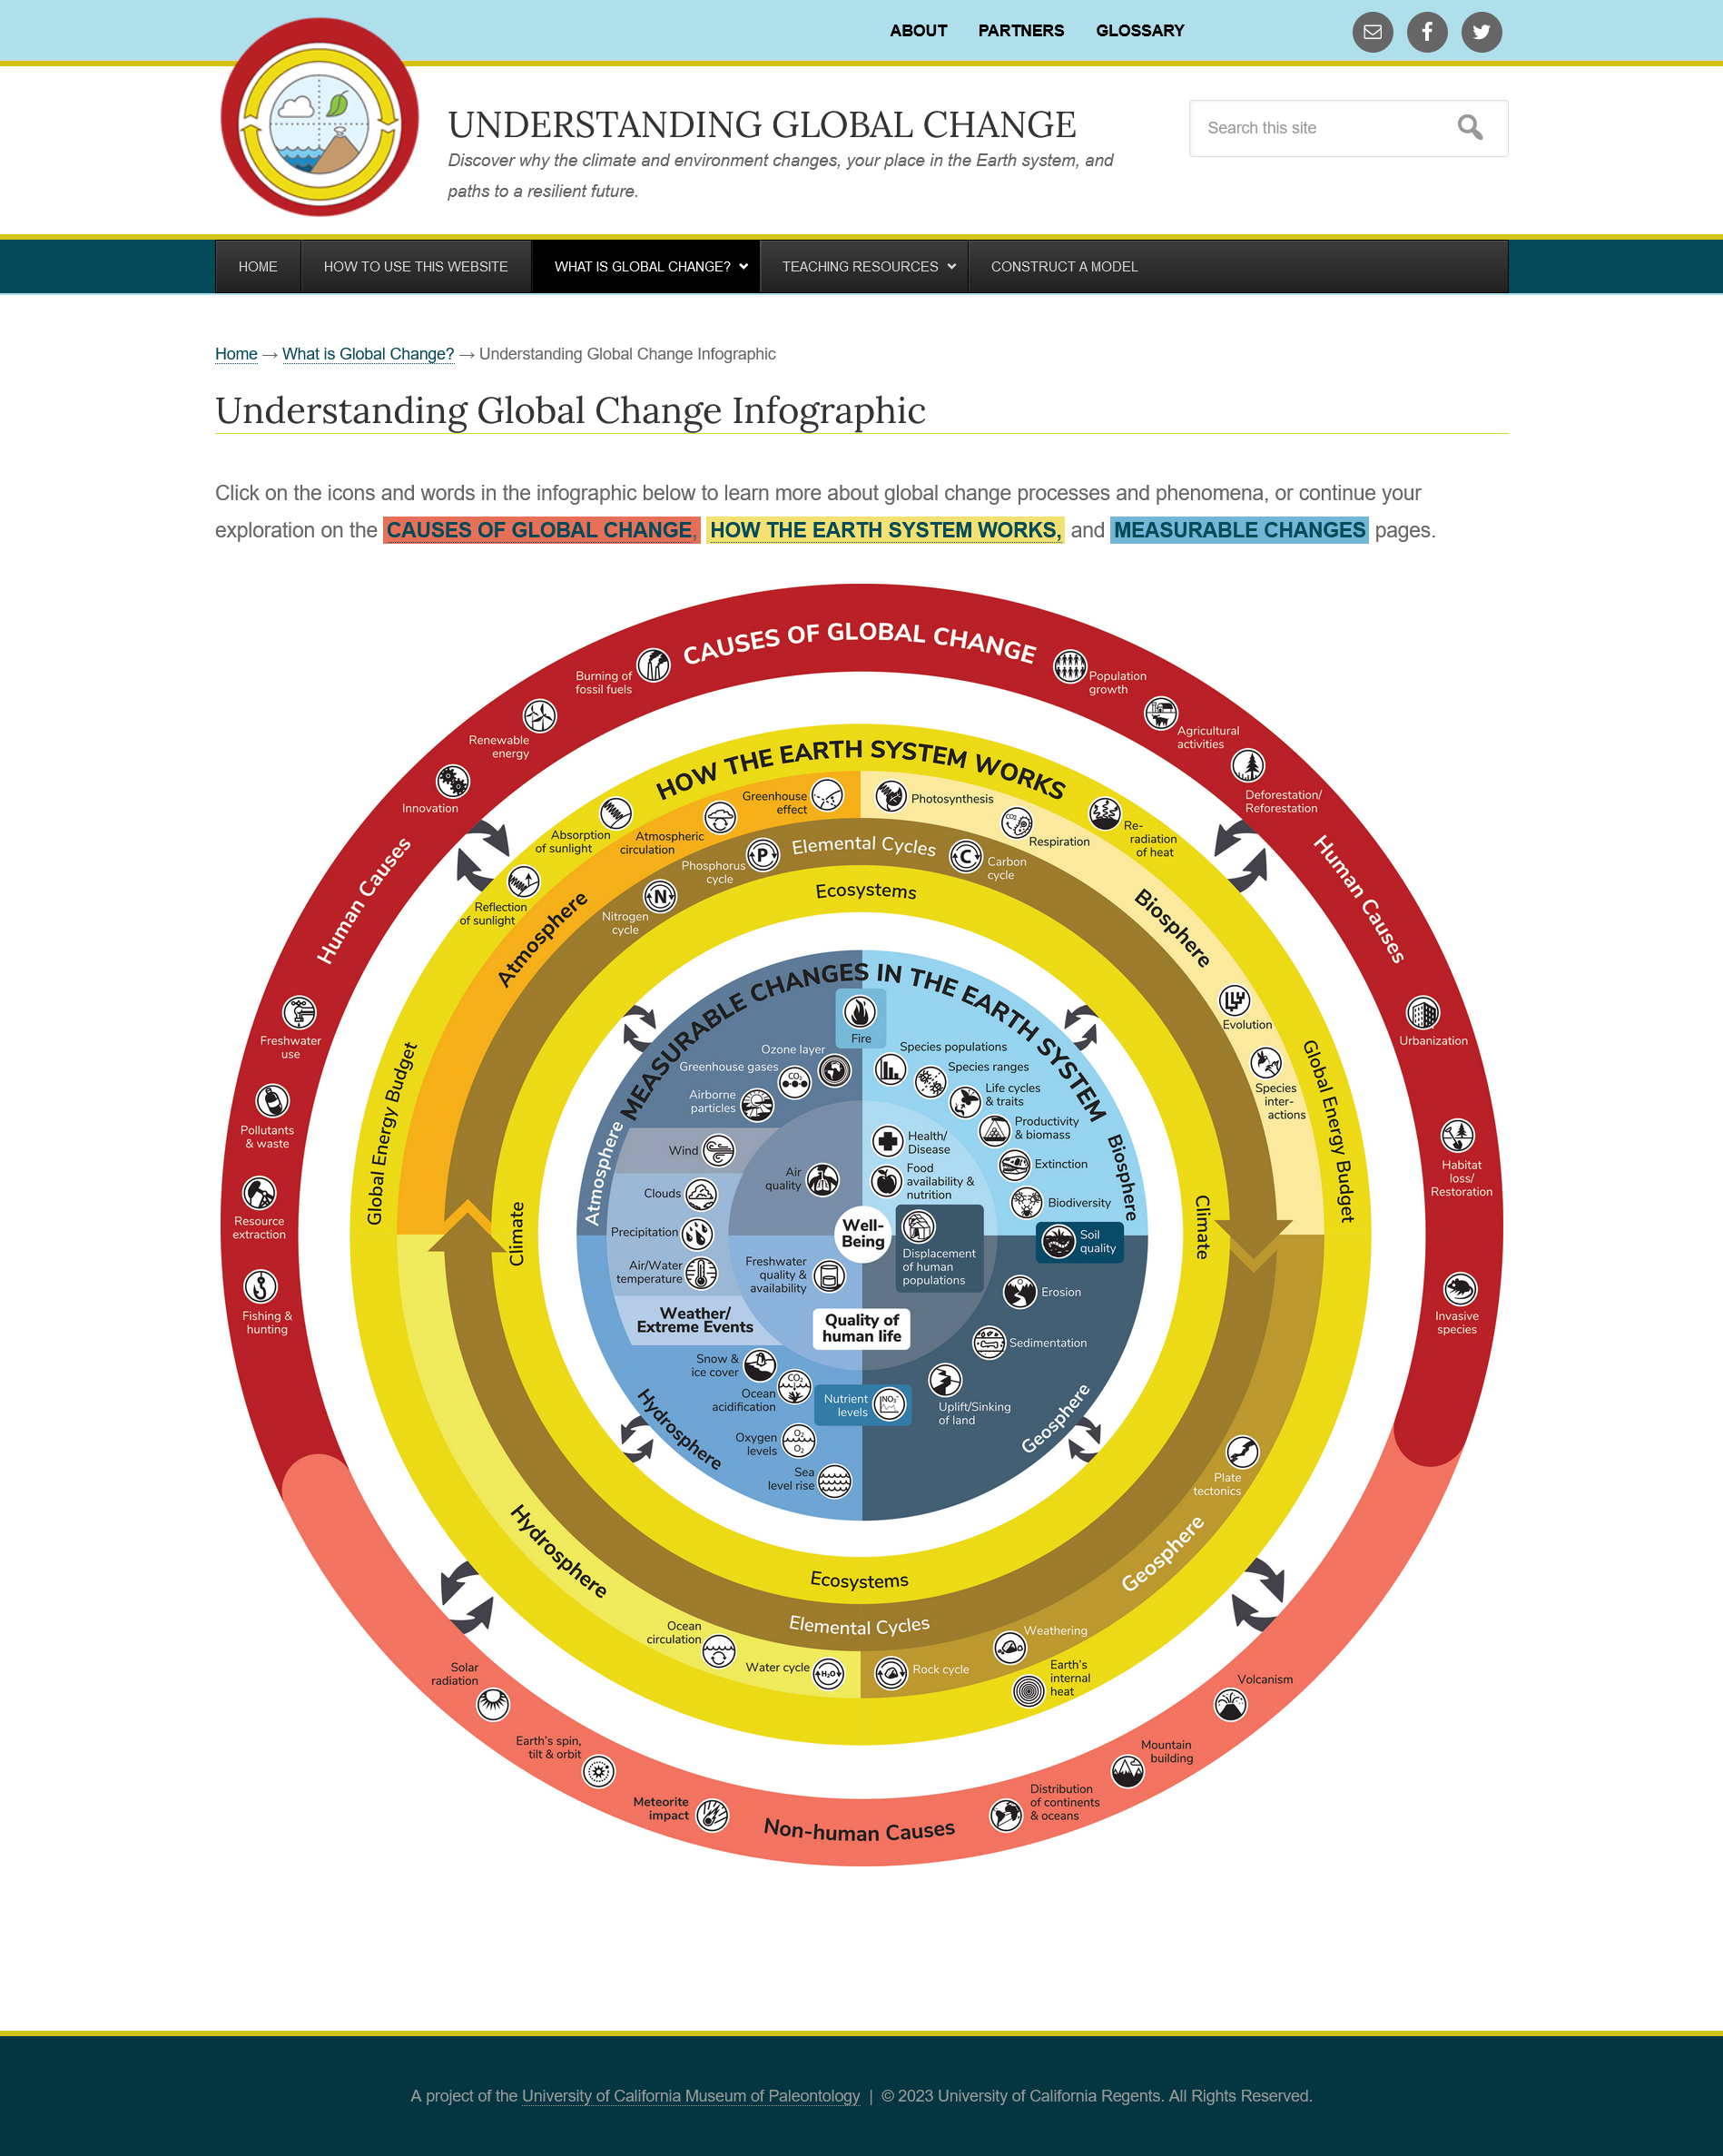 ABOUT
PARTNERS
GLOSSARY
UNDERSTANDING GLOBAL CHANGE
Discover why the climate and environment changes, your place in the Earth system, and
paths to a resilient future.
Search this site
HOME
HOW TO USE THIS WEBSITE
WHAT IS GLOBAL CHANGE?
TEACHING RESOURCES
CONSTRUCT A MODEL
Home → What is Global Change? → Understanding Global Change Infographic
Understanding Global Change Infographic
Click on the icons and words in the infographic below to learn more about global change processes and phenomena, or continue your
exploration on the CAUSES OF GLOBAL CHANGE, HOW THE EARTH SYSTEM WORKS, and MEASURABLE CHANGES pages.
CAUSES OF GLOBAL CHANGE
Burning of
fossil fuels
Renewable
energy
Innovation
Human Causes
Freshwater
use
Pollutants
& waste
Resource
extraction
Fishing &
hunting
Population
growth
Agricultural
activities
Deforestation/
Reforestation
Human Causes
Urbanization
Habitat
loss/
Restoration
Invasive
species
HOW THE EARTH SYSTEM WORKS
Absorption
of sunlight
Reflection
of sunlight
Global Energy Budget
Re-
radiation
of heat
Global Energy Budget
Greenhouse
effect
Atmospheric
circulation
Atmosphere
Photosynthesis
Respiration
Biosphere
Evolution
Species
inter-
actions
Elemental Cycles
Phosphorus
cycle
P
Nitrogen
cycle
N
C
Carbon
cycle
CO2
Ecosystems
Climate
Climate
MEASURABLE CHANGES IN THE EARTH SYSTEM
Fire
Atmosphere
Ozone layer
Greenhouse gases
CO2
Airborne
particles
Wind
Clouds
Precipitation
Air/Water
temperature
Weather/
Extreme Events
Air
quality
Freshwater
quality &
availability
Species populations
Species ranges
Life cycles
& traits
Productivity
& biomass
Extinction
Biodiversity
Biosphere
Health/
Disease
Food
availability &
nutrition
Well-
Being
Displacement
of human
populations
Soil
quality
Quality of
human life
Erosion
Sedimentation
Uplift/Sinking
of land
Geosphere
Snow &
ice cover
Ocean
acidification
CO2
Nutrient
levels
NO3-
Oxygen
levels
O2
O2
Sea
level rise
Hydrosphere
Ecosystems
Elemental Cycles
Hydrosphere
Ocean
circulation
Water cycle
H2O
Rock cycle
Weathering
Earth's
internal
heat
Plate
tectonics
Geosphere
Solar
radiation
Earth's spin,
tilt & orbit
Meteorite
impact
Non-human Causes
Distribution
of continents
& oceans
Mountain
building
Volcanism
A project of the University of California Museum of Paleontology | © 2023 University of California Regents. All Rights Reserved.